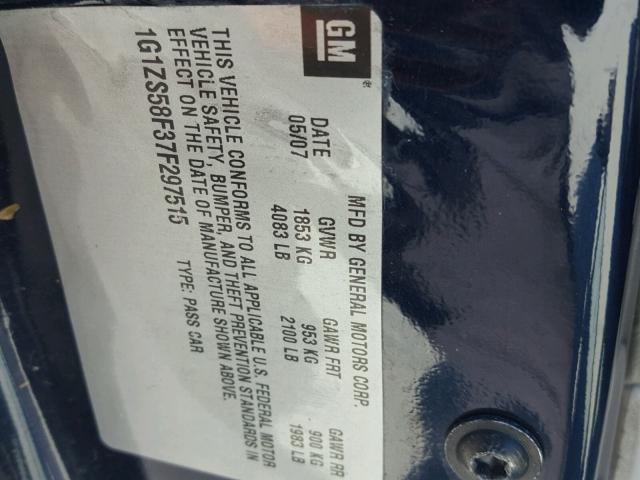 GM
MFD BY GENERAL MOTORS CORP.
DATE GVWR GAWR FRT GAWR RR
05/07 1853 KG 953 KG 900 KG
4083 LB 2100 LB 1983 LB
THIS VEHICLE CONFORMS TO ALL APPLICABLE U.S. FEDERAL MOTOR
VEHICLE SAFETY, BUMPER, AND THEFT PREVENTION STANDARDS IN
EFFECT ON THE DATE OF MANUFACTURE SHOWN ABOVE.
1G1ZS58F37F297515 TYPE: PASS CAR